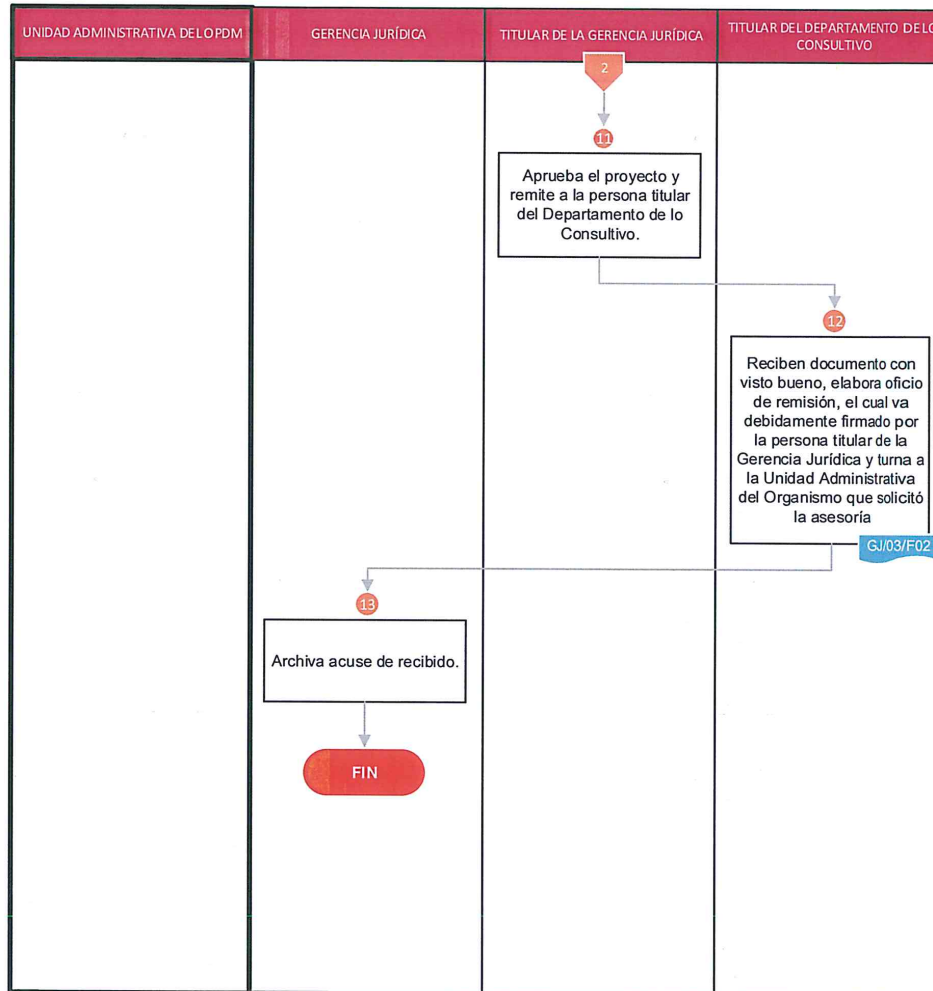 UNIDAD ADMINISTRATIVA DEL OPDM
GERENCIA JURÍDICA
TITULAR DE LA GERENCIA JURÍDICA
TITULAR DEL DEPARTAMENTO DE LO
CONSULTIVO
2
11
Aprueba el proyecto y
remite a la persona titular
del Departamento de lo
Consultivo.
12
Reciben documento con
visto bueno, elabora oficio
de remisión, el cual va
debidamente firmado por
la persona titular de la
Gerencia Jurídica y turna a
la Unidad Administrativa
del Organismo que solicitó
la asesoría
GJ/03/F02
13
Archiva acuse de recibido.
FIN